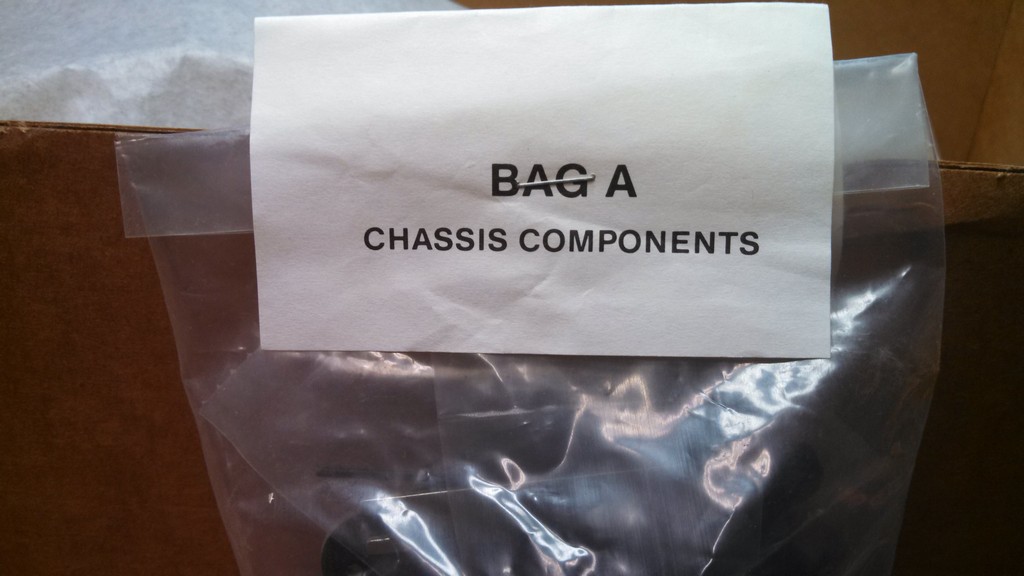 BAG A
CHASSIS COMPONENTS